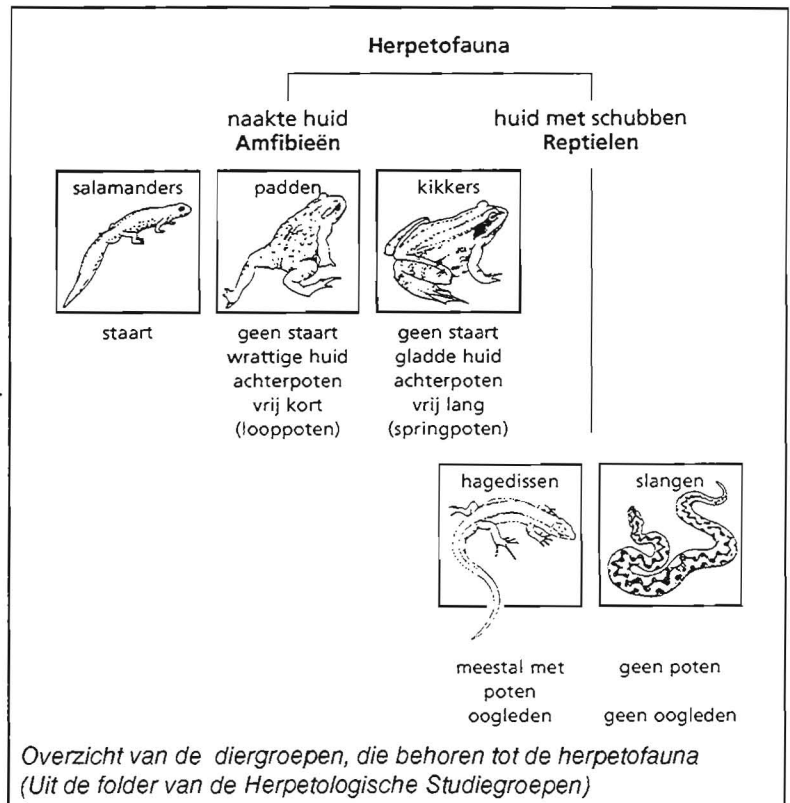 Herpetofauna
naakte huid
Amfibieën
huid met schubben
Reptielen
salamanders
staart
padden
geen staart
wrattige huid
achterpoten
vrij kort
(looppoten)
kikkers
geen staart
gladde huid
achterpoten
vrij lang
(springpoten)
hagedissen
meestal met
poten
oogleden
slangen
geen poten
geen oogleden
Overzicht van de diergroepen, die behoren tot de herpetofauna
(Uit de folder van de Herpetologische Studiegroepen)